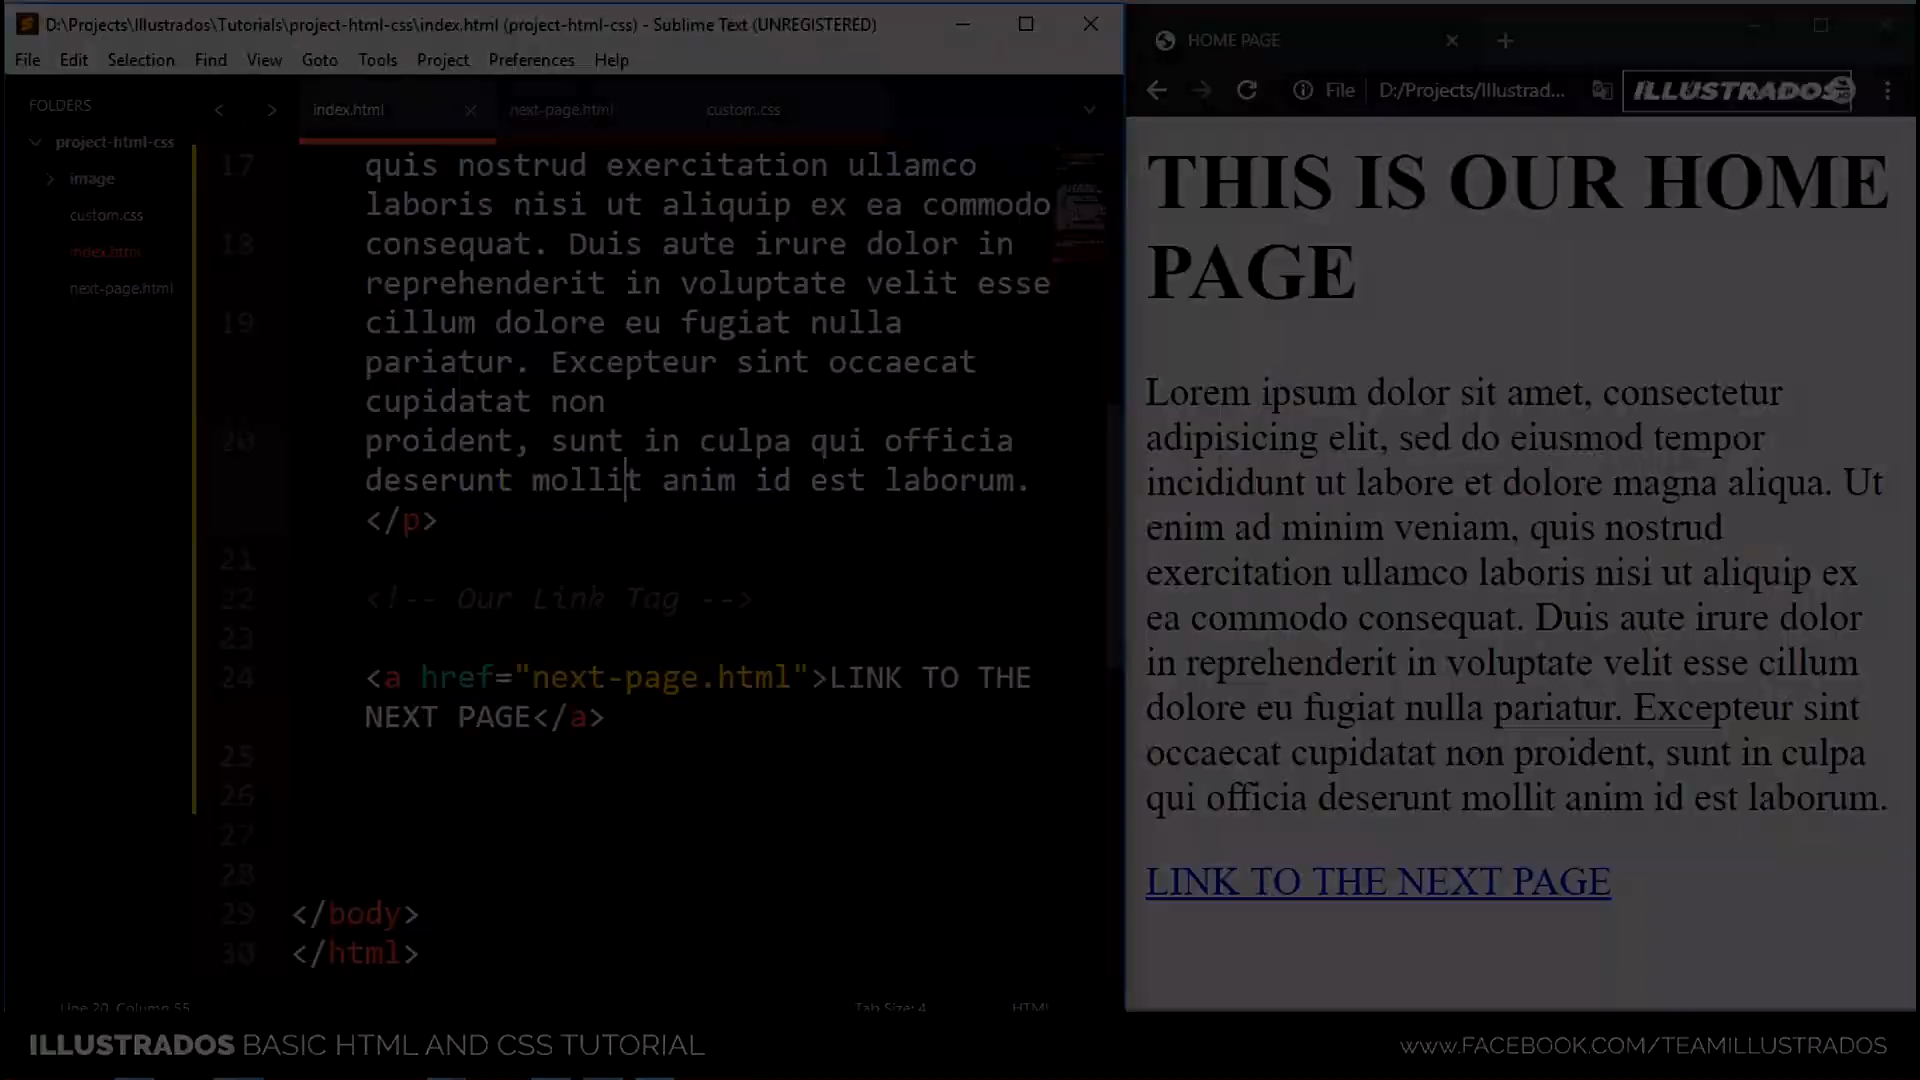 D:\Projects\Illustrados\Tutorials\project-html-css\index.html (project-html-css) - Sublime Text (UNREGISTERED)
File Edit Selection Find View Goto Tools Project Preferences Help
FOLDERS
project-html-css
image
custom.css
index.html
next-page.html
index.html next-page.html custom.css
17 quis nostrud exercitation ullamco
laboris nisi ut aliquip ex ea commodo
18 consequat. Duis aute irure dolor in
reprehenderit in voluptate velit esse
19 cillum dolore eu fugiat nulla
pariatur. Excepteur sint occaecat
cupidatat non
20 proident, sunt in culpa qui officia
deserunt mollit anim id est laborum.
</p>
21
22 <!-- Our Link Tag -->
23
24 <a href="next-page.html">LINK TO THE
NEXT PAGE</a>
25
26
27
28
29 </body>
30 </html>
Line 20, Column 55 Tab Size: 4 HTML
HOME PAGE
File D:/Projects/Illustrad...
ILLUSTRADOS
THIS IS OUR HOME
PAGE
Lorem ipsum dolor sit amet, consectetur
adipisicing elit, sed do eiusmod tempor
incididunt ut labore et dolore magna aliqua. Ut
enim ad minim veniam, quis nostrud
exercitation ullamco laboris nisi ut aliquip ex
ea commodo consequat. Duis aute irure dolor
in reprehenderit in voluptate velit esse cillum
dolore eu fugiat nulla pariatur. Excepteur sint
occaecat cupidatat non proident, sunt in culpa
qui officia deserunt mollit anim id est laborum.
LINK TO THE NEXT PAGE
ILLUSTRADOS BASIC HTML AND CSS TUTORIAL
www.FACEBOOK.COM/TEAMILLUSTRADOS